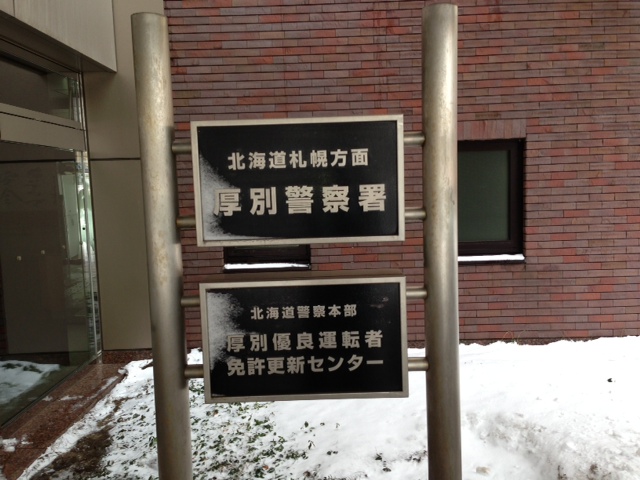 北海道札幌方面
厚別警察署
北海道警察本部
厚別優良運転者
免許更新センター